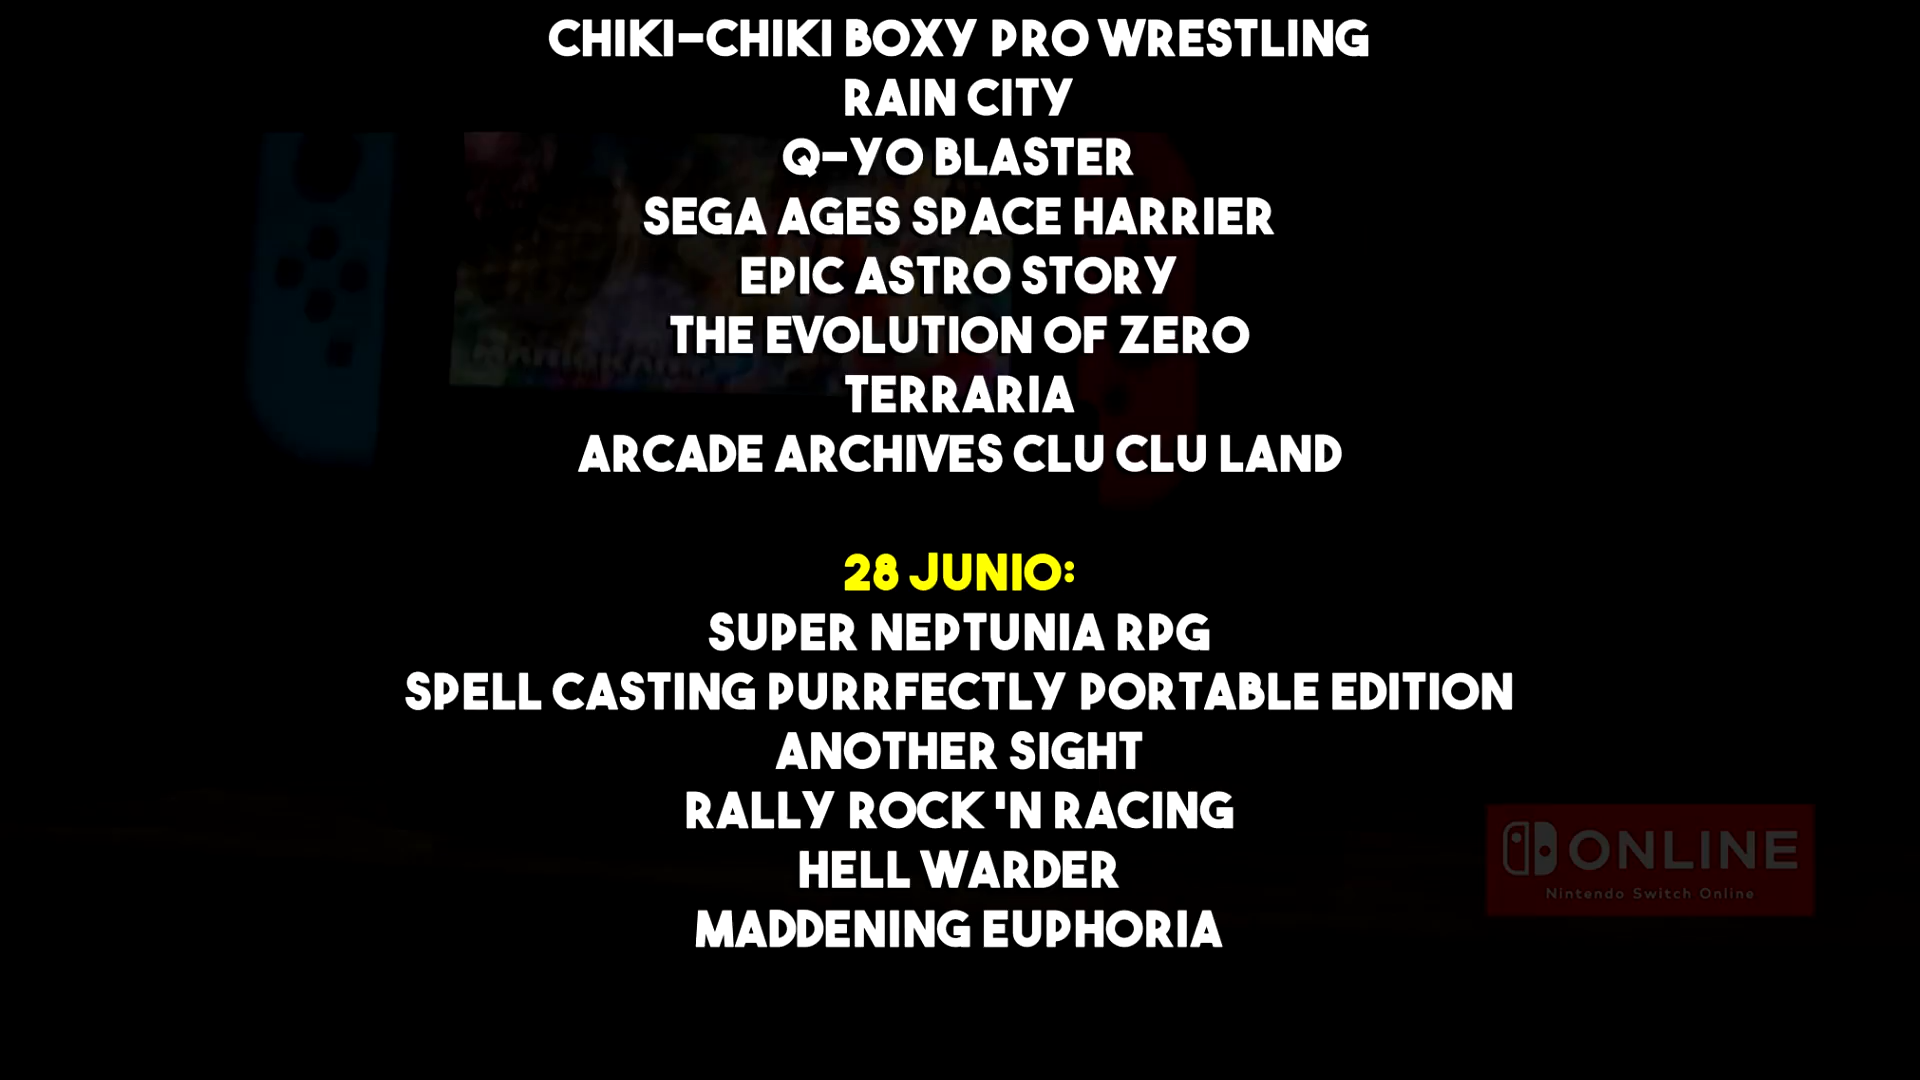 CHIKI-CHIKI BOXY PRO WRESTLING
RAIN CITY
Q-YO BLASTER
SEGA AGES SPACE HARRIER
EPIC ASTRO STORY
THE EVOLUTION OF ZERO
TERRARIA
ARCADE ARCHIVES CLU CLU LAND
28 JUNIO:
SUPER NEPTUNIA RPG
SPELL CASTING PURRFECTLY PORTABLE EDITION
ANOTHER SIGHT
RALLY ROCK 'N RACING
HELL WARDER
MADDENING EUPHORIA
MARIOKART
ONLINE
Nintendo Switch Online